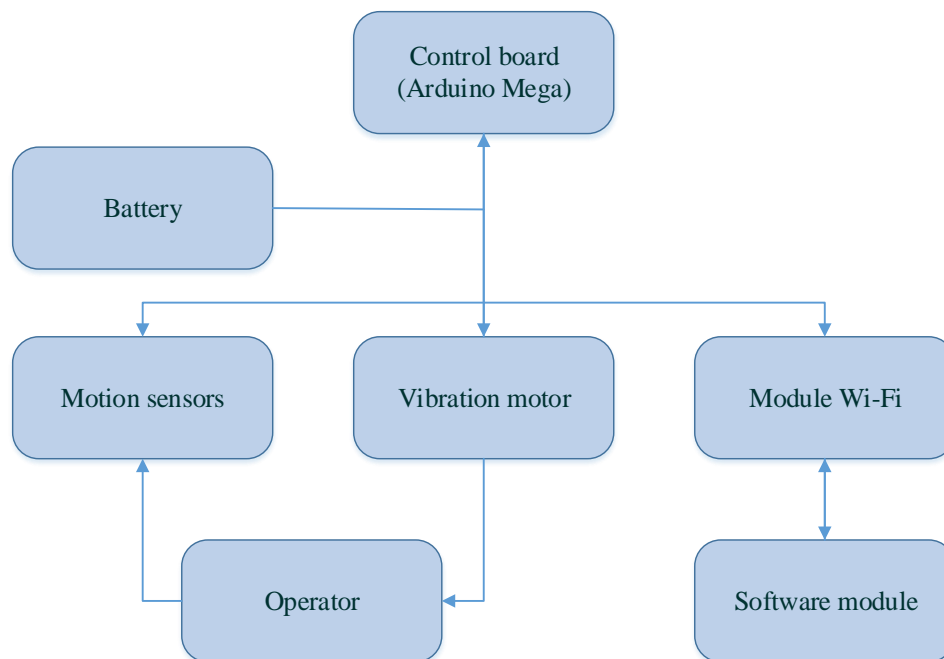 Control board
(Arduino Mega)
Battery
Motion sensors
Vibration motor
Module Wi-Fi
Operator
Software module